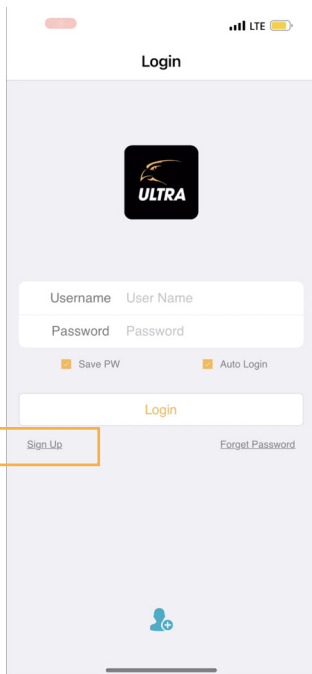 LTE
Login
ULTRA
Username User Name
Password Password
Save PW Auto Login
Login
Sign Up Forget Password